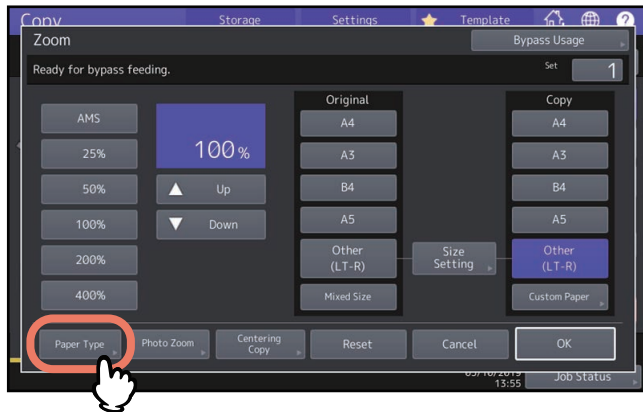 Copy Storage Settings Template
Zoom Bypass Usage
Ready for bypass feeding. Set 1
Original Copy
AMS A4 A4
25% 100 % A3 A3
50% Up B4 B4
100% Down A5 A5
200% Other (LT-R) Size Setting Other (LT-R)
400% Mixed Size Custom Paper
Paper Type Photo Zoom Centering Copy Reset Cancel OK
13:55 Job Status